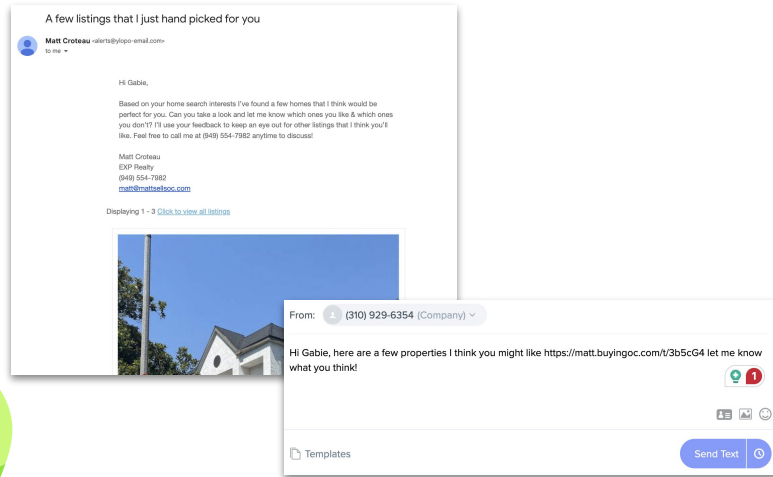 A few listings that I just hand picked for you
Matt Croteau <alerts@ylopo-email.com>
to me
Hi Gabie,
Based on your home search interests I've found a few homes that I think would be
perfect for you. Can you take a look and let me know which ones you like & which ones
you don't? I'll use your feedback to keep an eye out for other listings that I think you'll
like. Feel free to call me at (949) 554-7982 anytime to discuss!
Matt Croteau
EXP Realty
(949) 554-7982
matt@mattsellsoc.com
Displaying 1 - 3 Click to view all listings
From: (310) 929-6354 (Company)
Hi Gabie, here are a few properties I think you might like https://matt.buyingoc.com/t/3b5cG4 let me know
what you think!
1
Templates
Send Text